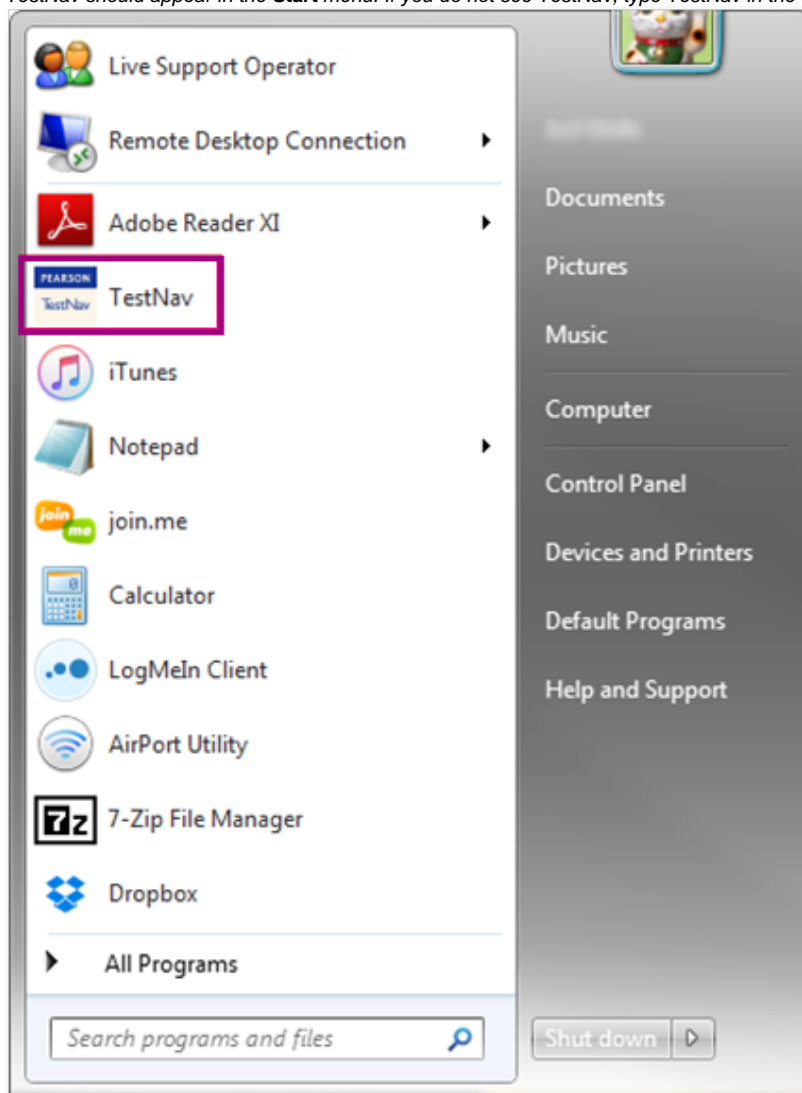 TestNav should appear in the Start menu. If you do not see TestNav, type TestNav in the
Live Support Operator
Remote Desktop Connection
Adobe Reader XI
PEARSON
TestNav
TestNav
iTunes
Notepad
join.me
join
me
Calculator
LogMeIn Client
AirPort Utility
7z
7-Zip File Manager
Dropbox
All Programs
Search programs and files
Documents
Pictures
Music
Computer
Control Panel
Devices and Printers
Default Programs
Help and Support
Shut down